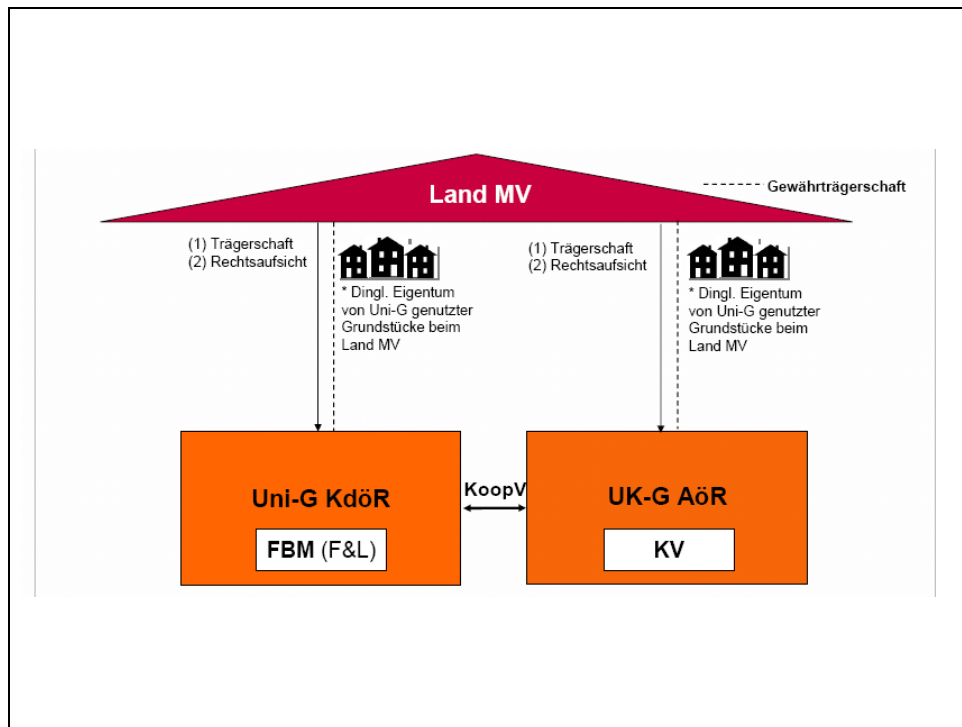 Land MV
Gewährträgerschaft
(1) Trägerschaft
(2) Rechtsaufsicht
* Dingl. Eigentum
von Uni-G genutzter
Grundstücke beim
Land MV
(1) Trägerschaft
(2) Rechtsaufsicht
* Dingl. Eigentum
von Uni-G genutzter
Grundstücke beim
Land MV
Uni-G KdöR
FBM (F&L)
KoopV
UK-G AöR
KV